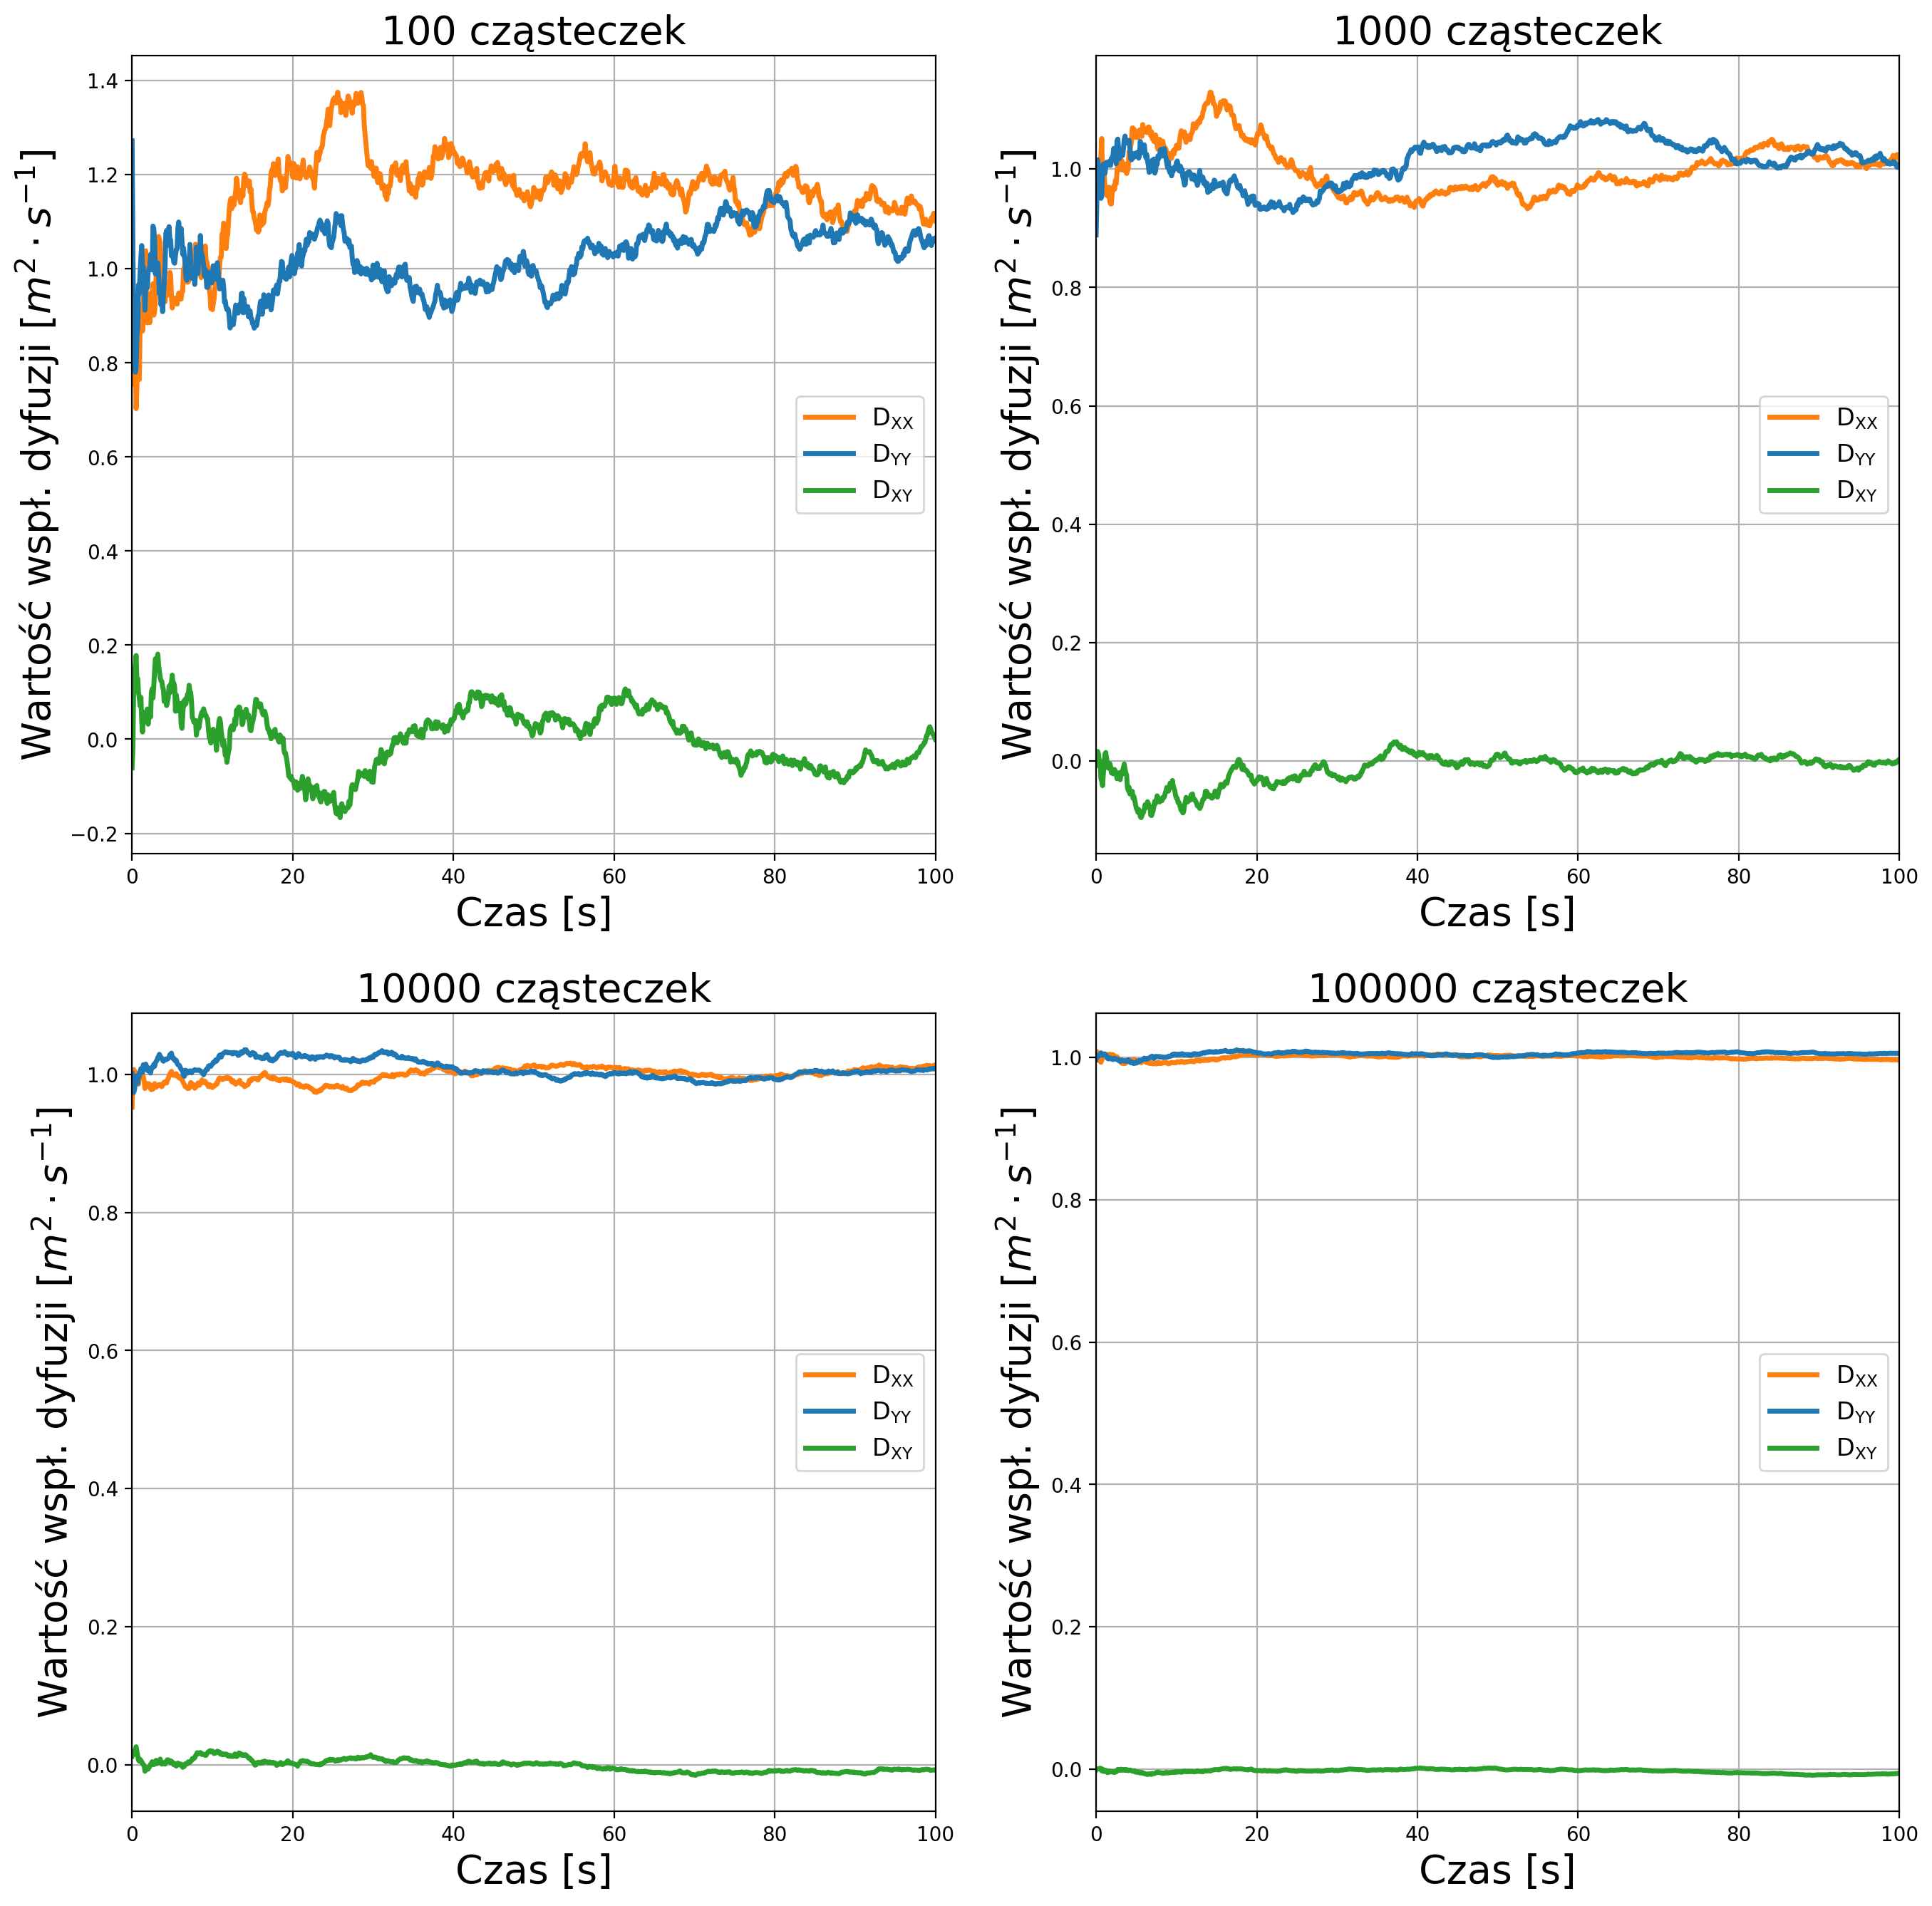 100 cząsteczek
1.4
1.2
1.0
0.8
0.6
0.4
0.2
0.0
−0.2
Wartość wspł. dyfuzji [m² · s⁻¹]
D_XX
D_YY
D_XY
0 20 40 60 80 100
Czas [s]
1000 cząsteczek
1.0
0.8
0.6
0.4
0.2
0.0
Wartość wspł. dyfuzji [m² · s⁻¹]
D_XX
D_YY
D_XY
0 20 40 60 80 100
Czas [s]
10000 cząsteczek
1.0
0.8
0.6
0.4
0.2
0.0
Wartość wspł. dyfuzji [m² · s⁻¹]
D_XX
D_YY
D_XY
0 20 40 60 80 100
Czas [s]
100000 cząsteczek
1.0
0.8
0.6
0.4
0.2
0.0
Wartość wspł. dyfuzji [m² · s⁻¹]
D_XX
D_YY
D_XY
0 20 40 60 80 100
Czas [s]